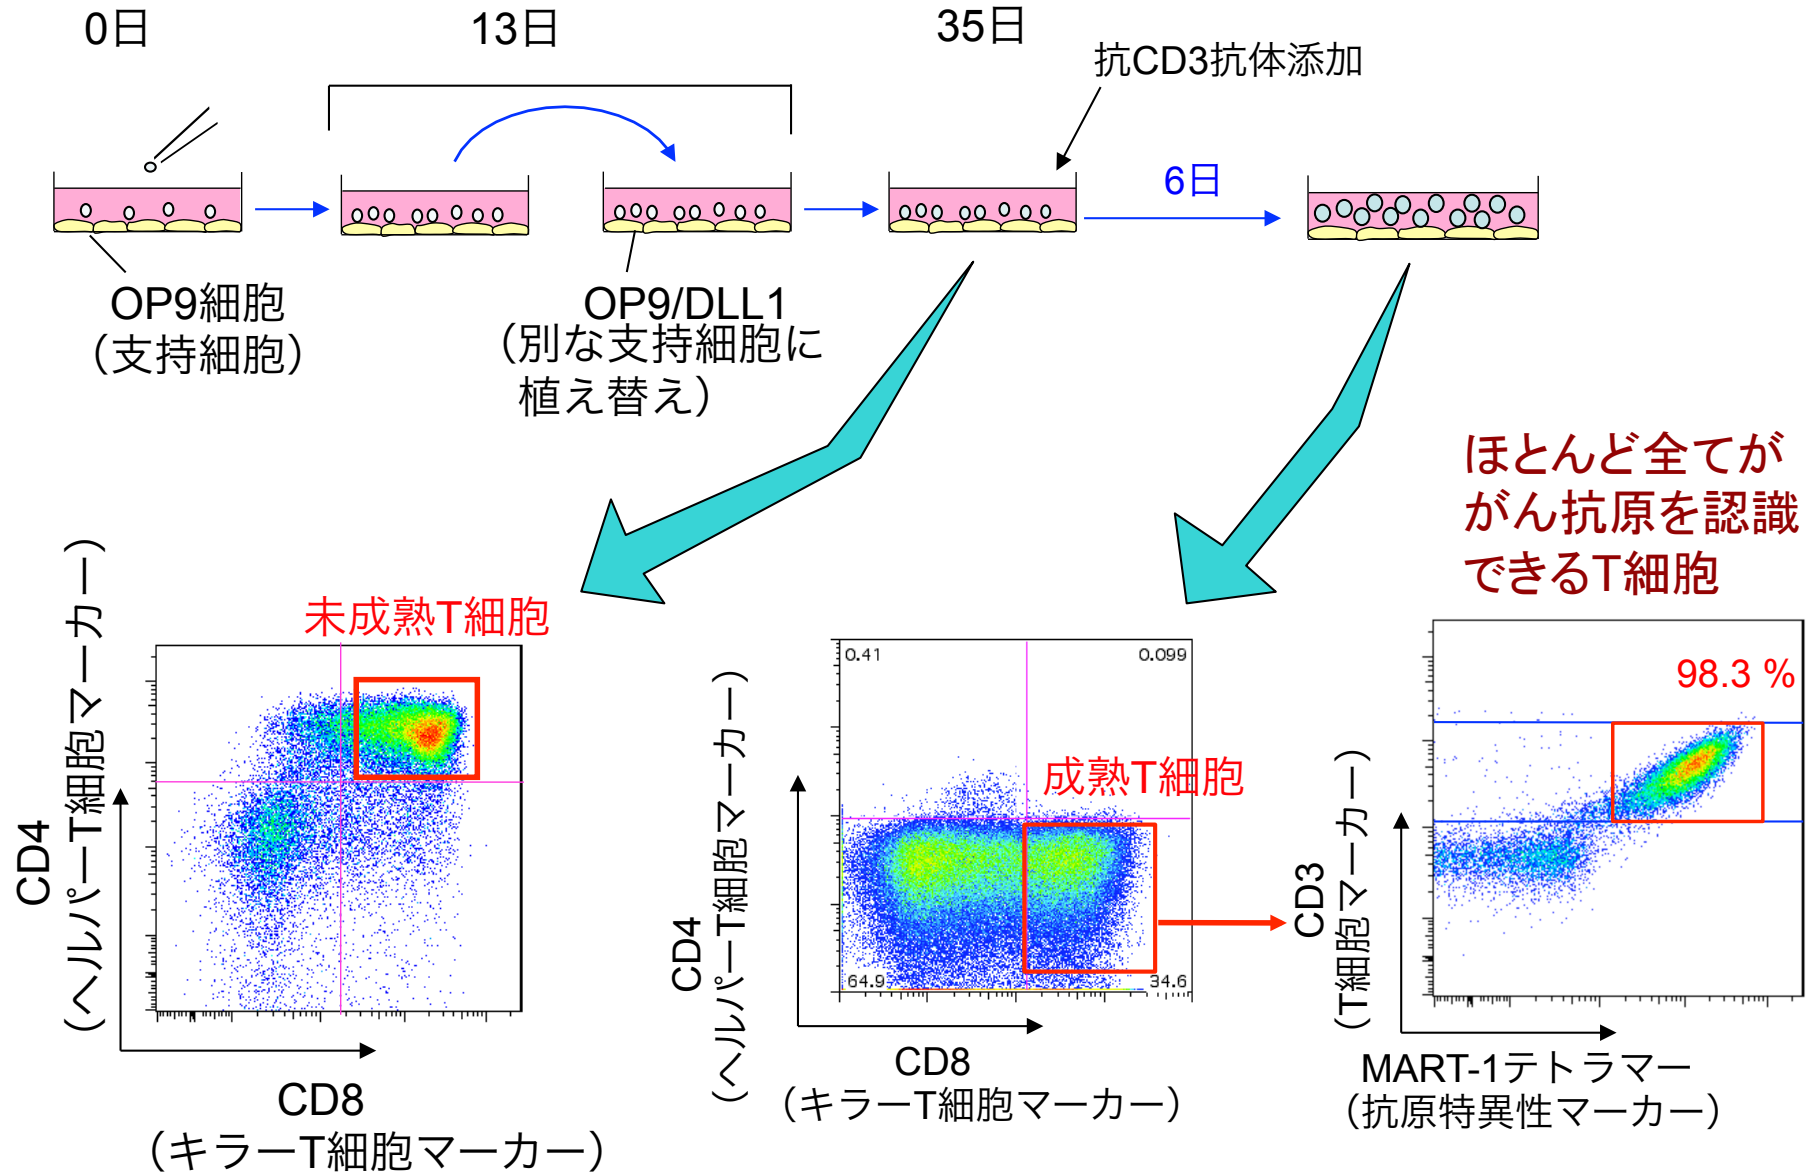 0日
13日
35日
抗CD3抗体添加
6日
OP9細胞
（支持細胞）
OP9/DLL1
（別な支持細胞に
植え替え）
ほとんど全てが
がん抗原を認識
できるT細胞
未成熟T細胞
CD4
（ヘルパーT細胞マーカー）
CD8
（キラーT細胞マーカー）
0.41
0.099
成熟T細胞
64.9
34.6
CD4
（ヘルパーT細胞マーカー）
CD8
（キラーT細胞マーカー）
98.3 %
CD3
（T細胞マーカー）
MART-1テトラマー
（抗原特異性マーカー）